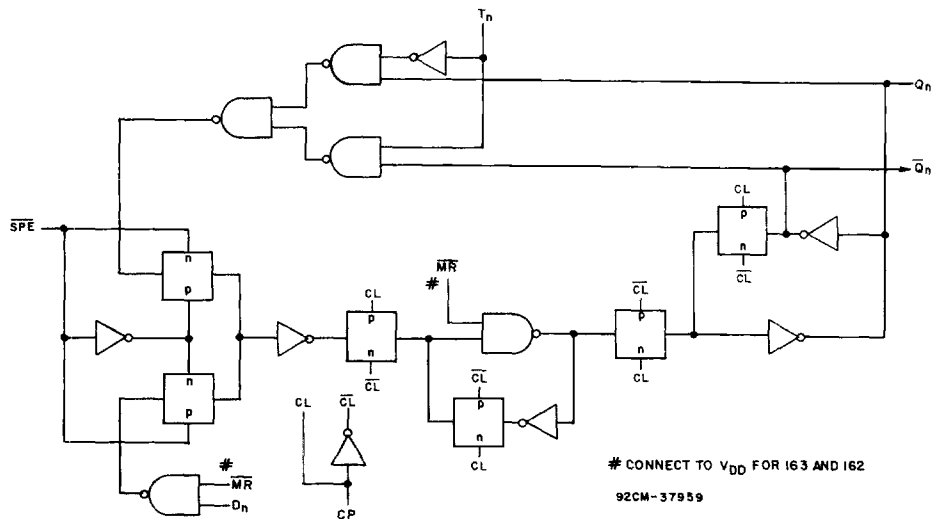 Tn
Qn
Q̅n
CL
p
n
C̅L̅
S̅P̅E̅
n
p
M̅R̅
#
CL
p
n
C̅L̅
C̅L̅
p
n
CL
n
p
CL
C̅L̅
C̅L̅
p
n
CL
#
M̅R̅
Dn
CP
# CONNECT TO VDD FOR 163 AND 162
92CM-37959